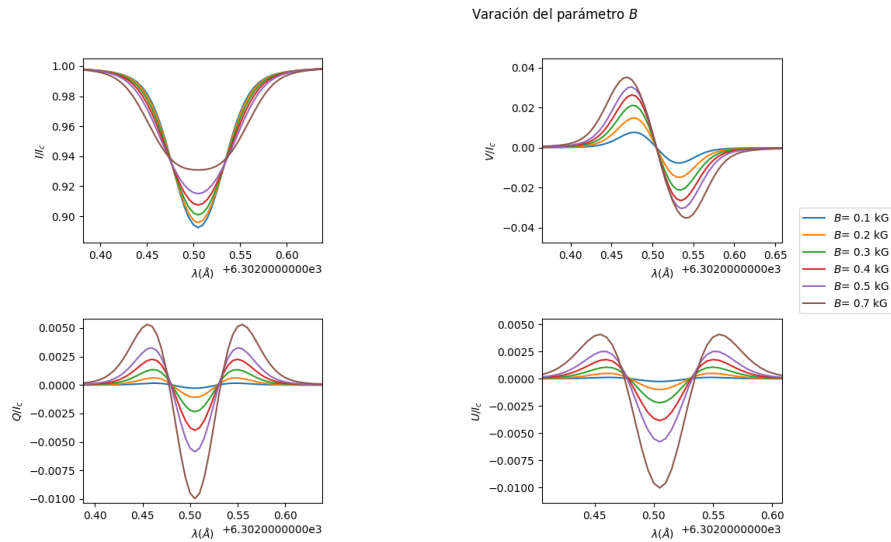 Varación del parámetro B
1.00
0.98
0.96
0.94
0.92
0.90
I/I_c
0.40 0.45 0.50 0.55 0.60
λ(Å) +6.3020000000e3
0.04
0.02
0.00
−0.02
−0.04
V/I_c
0.40 0.45 0.50 0.55 0.60 0.65
λ(Å) +6.3020000000e3
B= 0.1 kG
B= 0.2 kG
B= 0.3 kG
B= 0.4 kG
B= 0.5 kG
B= 0.7 kG
0.0050
0.0025
0.0000
−0.0025
−0.0050
−0.0075
−0.0100
Q/I_c
0.40 0.45 0.50 0.55 0.60
λ(Å) +6.3020000000e3
0.0050
0.0025
0.0000
−0.0025
−0.0050
−0.0075
−0.0100
U/I_c
0.45 0.50 0.55 0.60
λ(Å) +6.3020000000e3